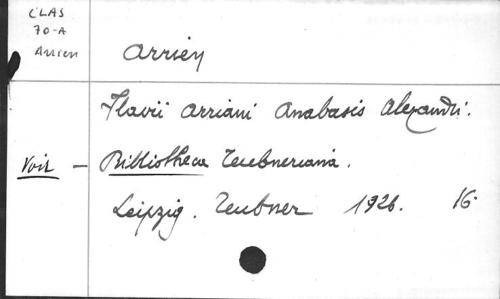 CLAS
70-A
Arrien
Arrien
Flavii Arriani Anabasis Alexandri.
Voir - Bibliotheca Teubneriana.
Leipzig. Teubner 1926. 16°